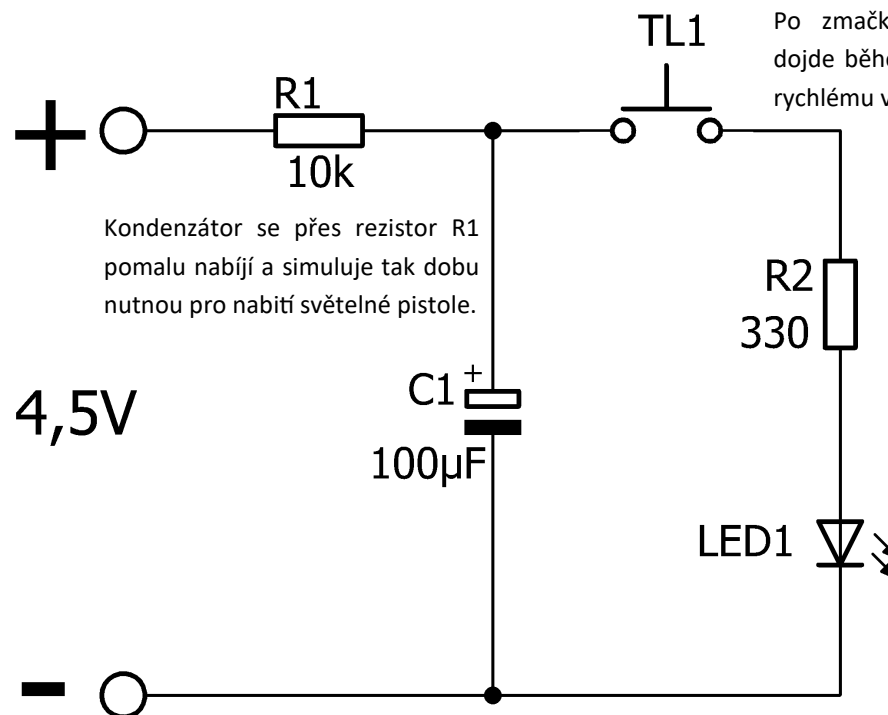 Po zmačk
dojde běh
rychlému v
TL1
+
R1
10k
Kondenzátor se přes rezistor R1
pomalu nabíjí a simuluje tak dobu
nutnou pro nabití světelné pistole.
R2
330
4,5V
+
C1
100µF
LED1
-